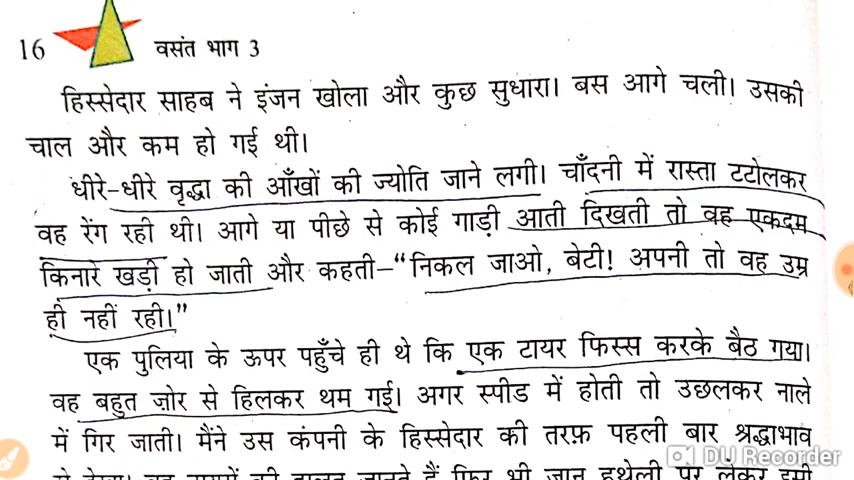 16
वसंत भाग 3
हिस्सेदार साहब ने इंजन खोला और कुछ सुधारा। बस आगे चली। उसकी
चाल और कम हो गई थी।
धीरे-धीरे वृद्धा की आँखों की ज्योति जाने लगी। चाँदनी में रास्ता टटोलकर
वह रेंग रही थी। आगे या पीछे से कोई गाड़ी आती दिखती तो वह एकदम
किनारे खड़ी हो जाती और कहती–“निकल जाओ, बेटी! अपनी तो वह उम्र
ही नहीं रही।”
एक पुलिया के ऊपर पहुँचे ही थे कि एक टायर फिस्स करके बैठ गया।
वह बहुत ज़ोर से हिलकर थम गई। अगर स्पीड में होती तो उछलकर नाले
में गिर जाती। मैंने उस कंपनी के हिस्सेदार की तरफ़ पहली बार श्रद्धाभाव
DU Recorder